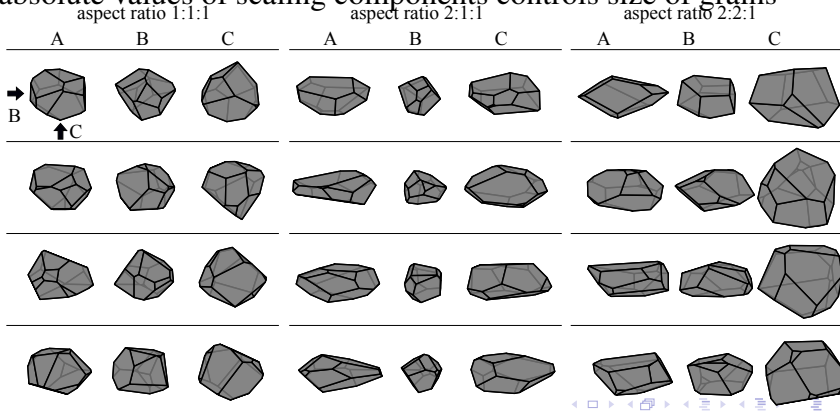 absolute values of scaling components controls size of grains
aspect ratio 1:1:1 aspect ratio 2:1:1 aspect ratio 2:2:1
A B C A B C A B C
B
C